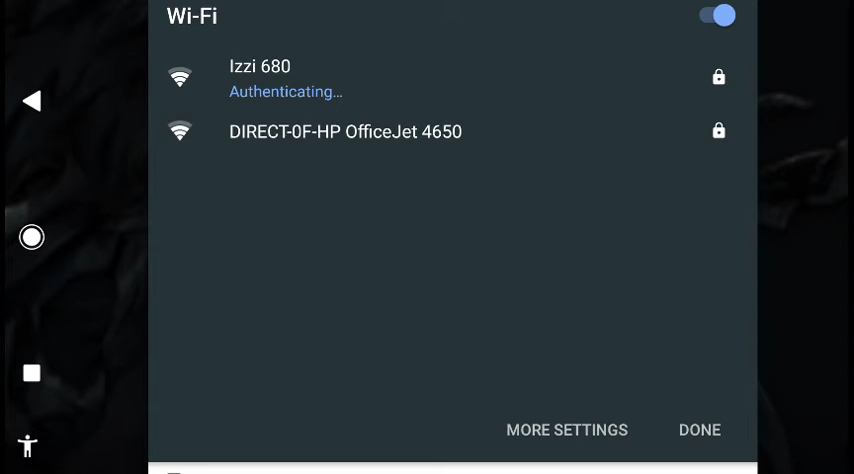 Wi-Fi
Izzi 680
Authenticating...
DIRECT-0F-HP OfficeJet 4650
MORE SETTINGS
DONE